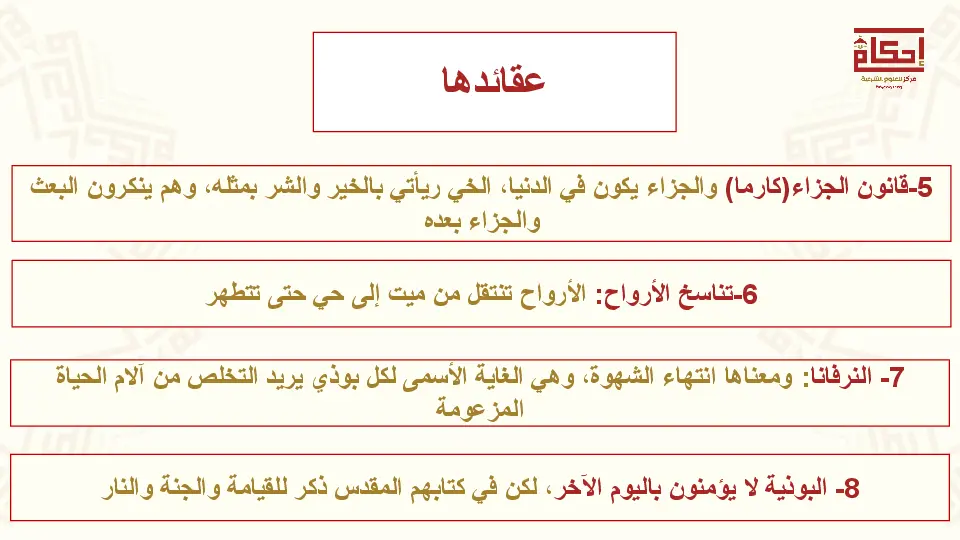 إحكام
مركز للعلوم الشرعية
عقائدها
5-قانون الجزاء(كارما) والجزاء يكون في الدنيا، الخي ريأتي بالخير والشر بمثله، وهم ينكرون البعث
والجزاء بعده
6-تناسخ الأرواح: الأرواح تنتقل من ميت إلى حي حتى تتطهر
7- النرفانا: ومعناها انتهاء الشهوة، وهي الغاية الأسمى لكل بوذي يريد التخلص من آلام الحياة
المزعومة
8- البوذية لا يؤمنون باليوم الآخر، لكن في كتابهم المقدس ذكر للقيامة والجنة والنار